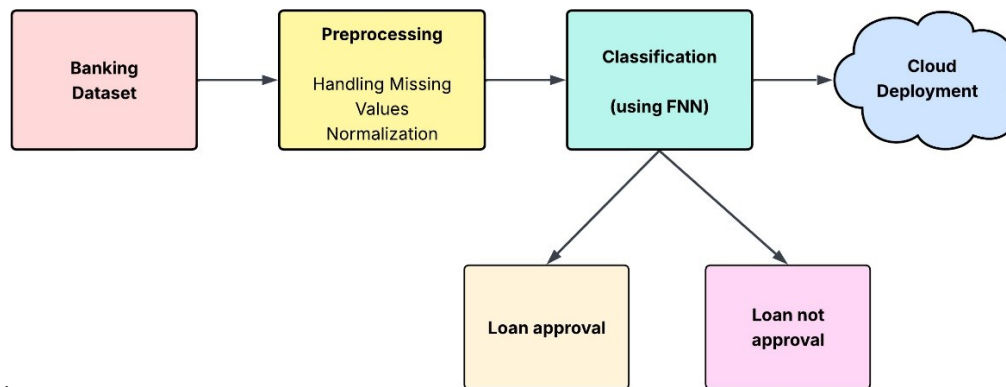 Banking
Dataset
Preprocessing
Handling Missing
Values
Normalization
Classification
(using FNN)
Cloud
Deployment
Loan approval
Loan not
approval